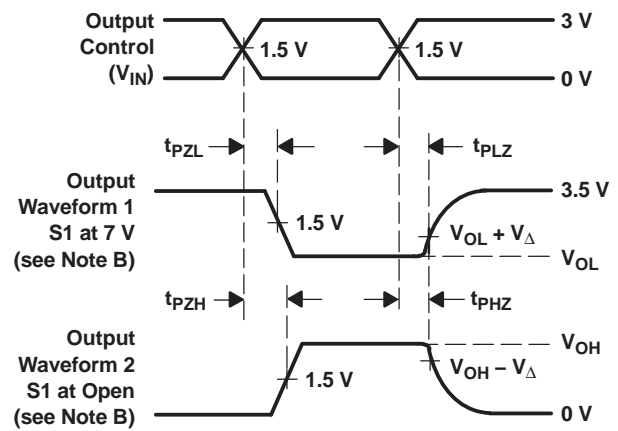 Output
Control
(VIN)
1.5 V
1.5 V
3 V
0 V
tPZL
tPLZ
Output
Waveform 1
S1 at 7 V
(see Note B)
1.5 V
3.5 V
VOL + VΔ
VOL
tPZH
tPHZ
Output
Waveform 2
S1 at Open
(see Note B)
1.5 V
VOH
VOH − VΔ
0 V